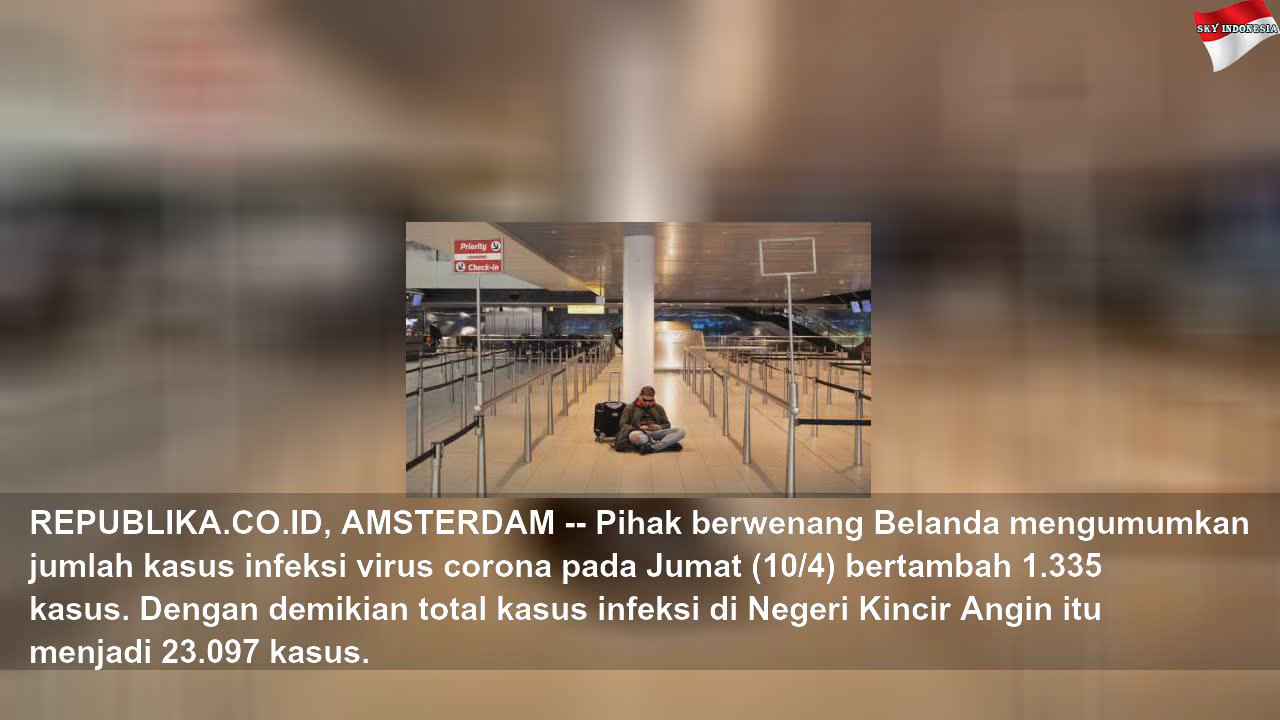 SKY INDONESIA
Priority
Check-in
REPUBLIKA.CO.ID, AMSTERDAM -- Pihak berwenang Belanda mengumumkan
jumlah kasus infeksi virus corona pada Jumat (10/4) bertambah 1.335
kasus. Dengan demikian total kasus infeksi di Negeri Kincir Angin itu
menjadi 23.097 kasus.